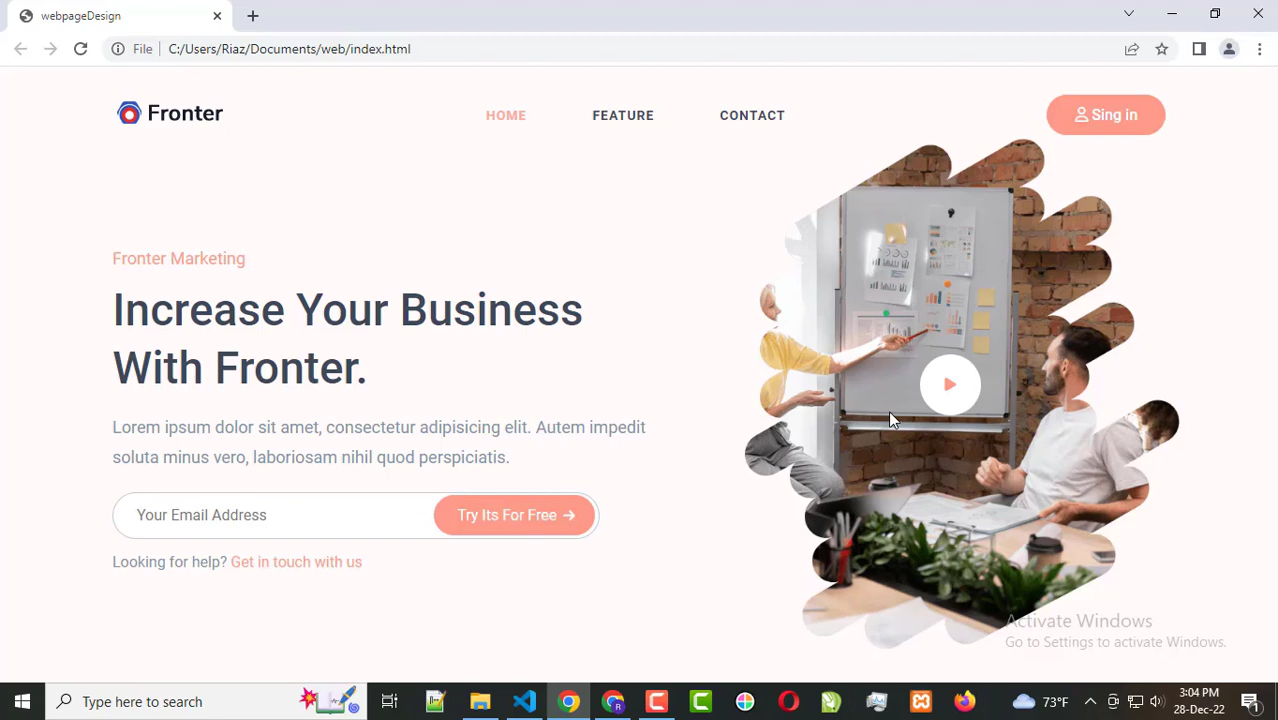 webpageDesign
File
C:/Users/Riaz/Documents/web/index.html
Fronter
HOME
FEATURE
CONTACT
Sing in
Fronter Marketing
Increase Your Business
With Fronter.
Lorem ipsum dolor sit amet, consectetur adipisicing elit. Autem impedit
soluta minus vero, laboriosam nihil quod perspiciatis.
Your Email Address
Try Its For Free →
Looking for help? Get in touch with us
Activate Windows
Go to Settings to activate Windows.
Type here to search
73°F
3:04 PM
28-Dec-22